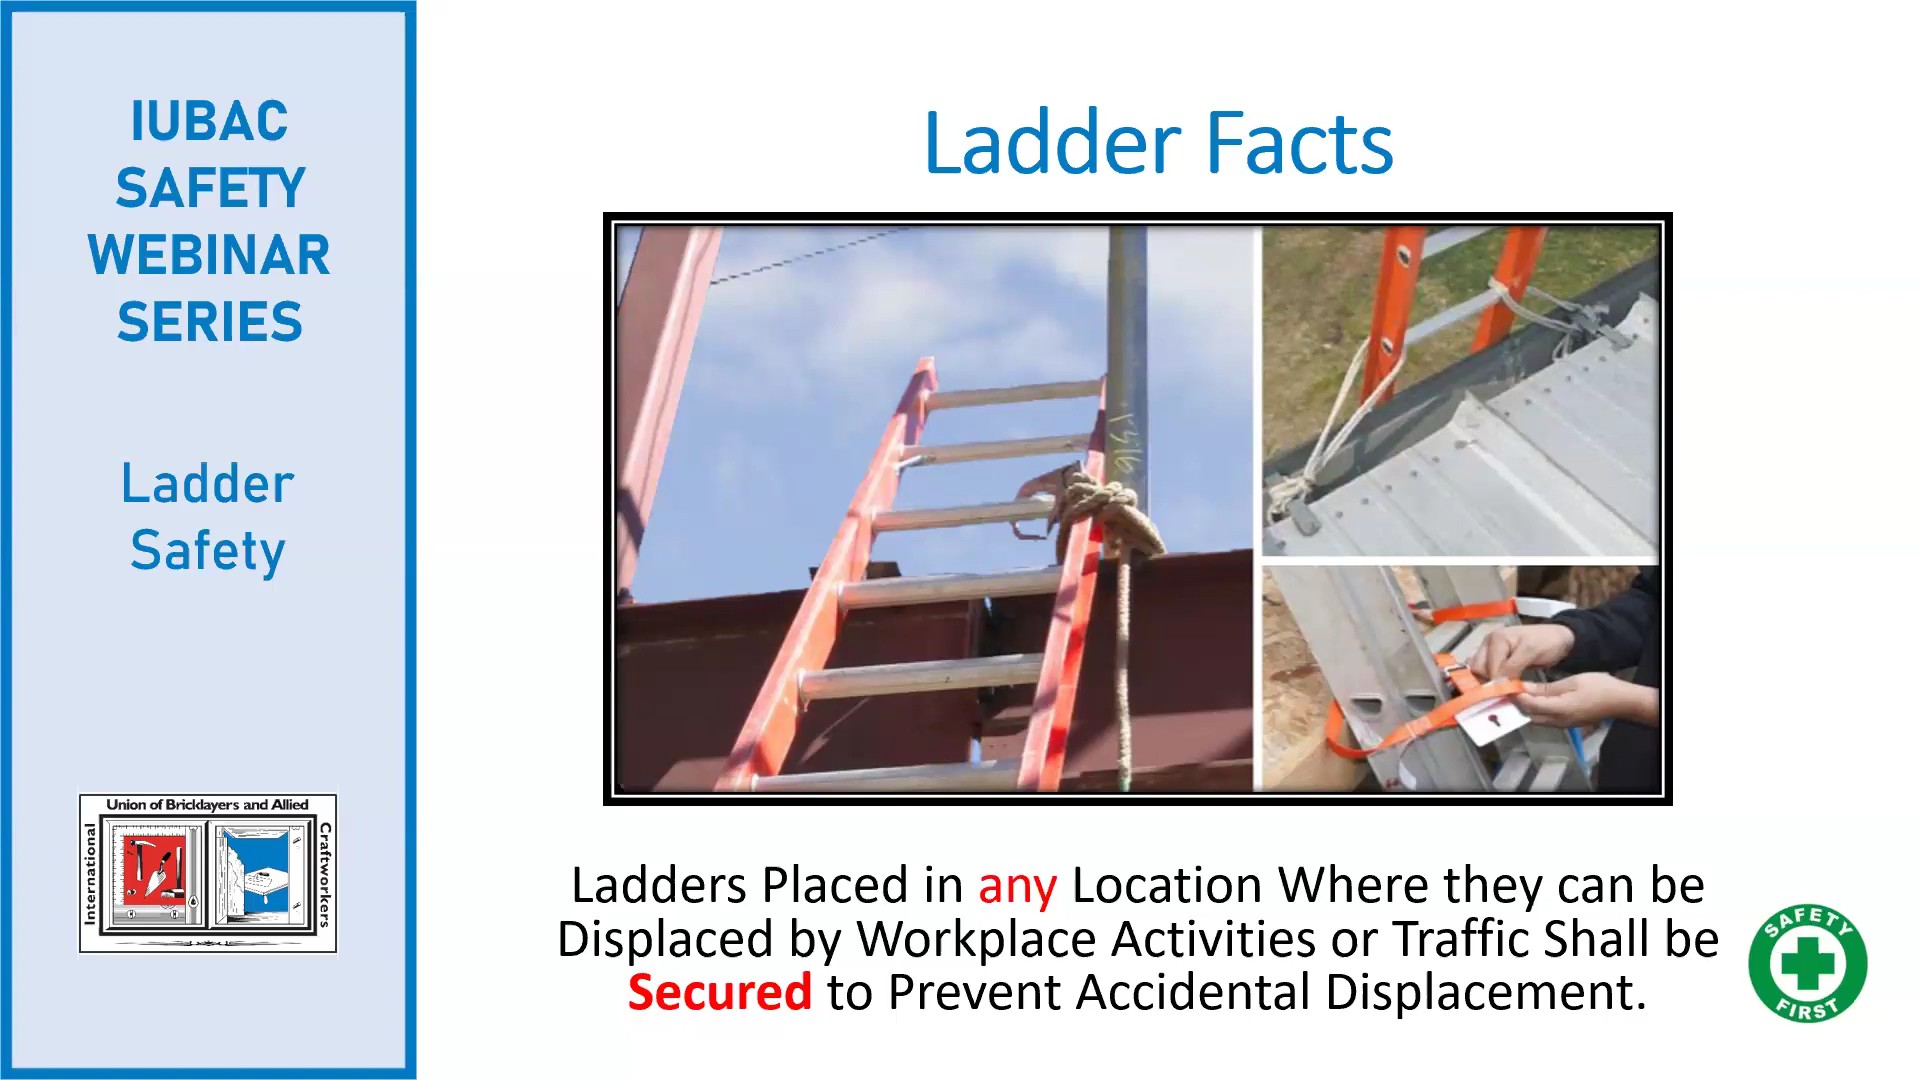 IUBAC
SAFETY
WEBINAR
SERIES
Ladder
Safety
Union of Bricklayers and Allied
International
Craftworkers
Ladder Facts
1516
Ladders Placed in any Location Where they can be
Displaced by Workplace Activities or Traffic Shall be
Secured to Prevent Accidental Displacement.
SAFETY
FIRST